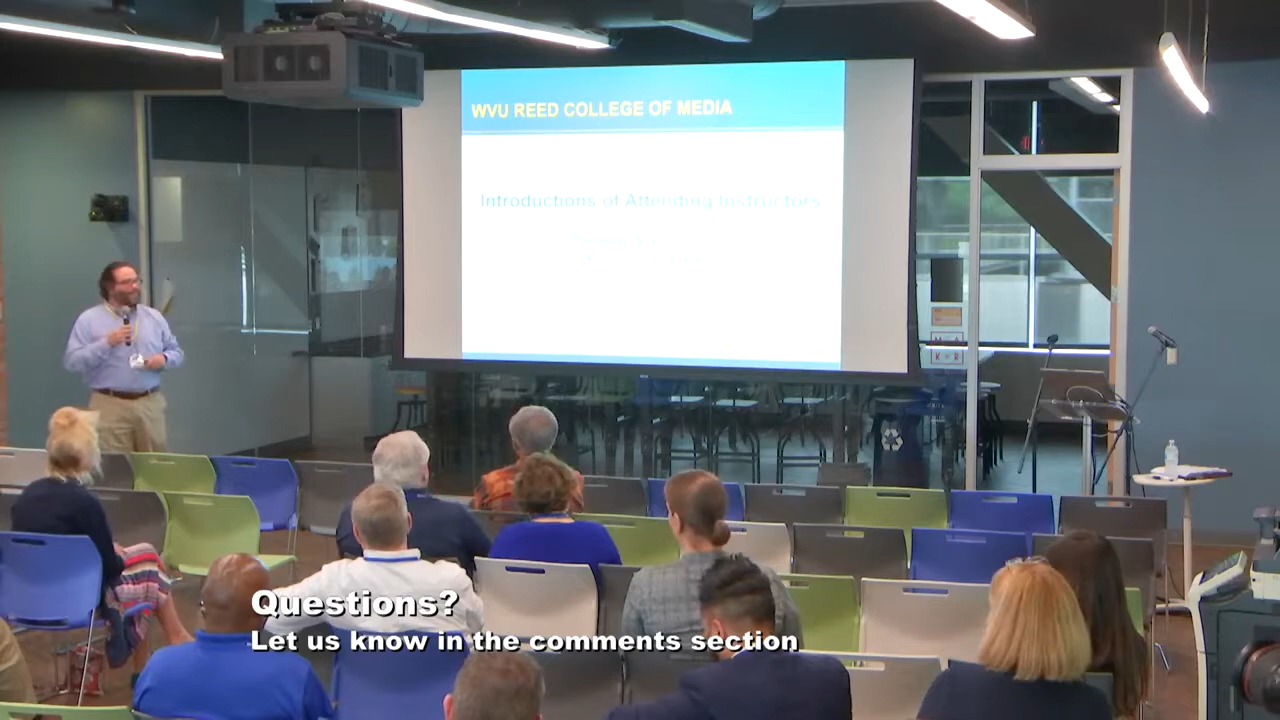 WVU REED COLLEGE OF MEDIA
Introductions of Attending Instructors
Questions?
Let us know in the comments section